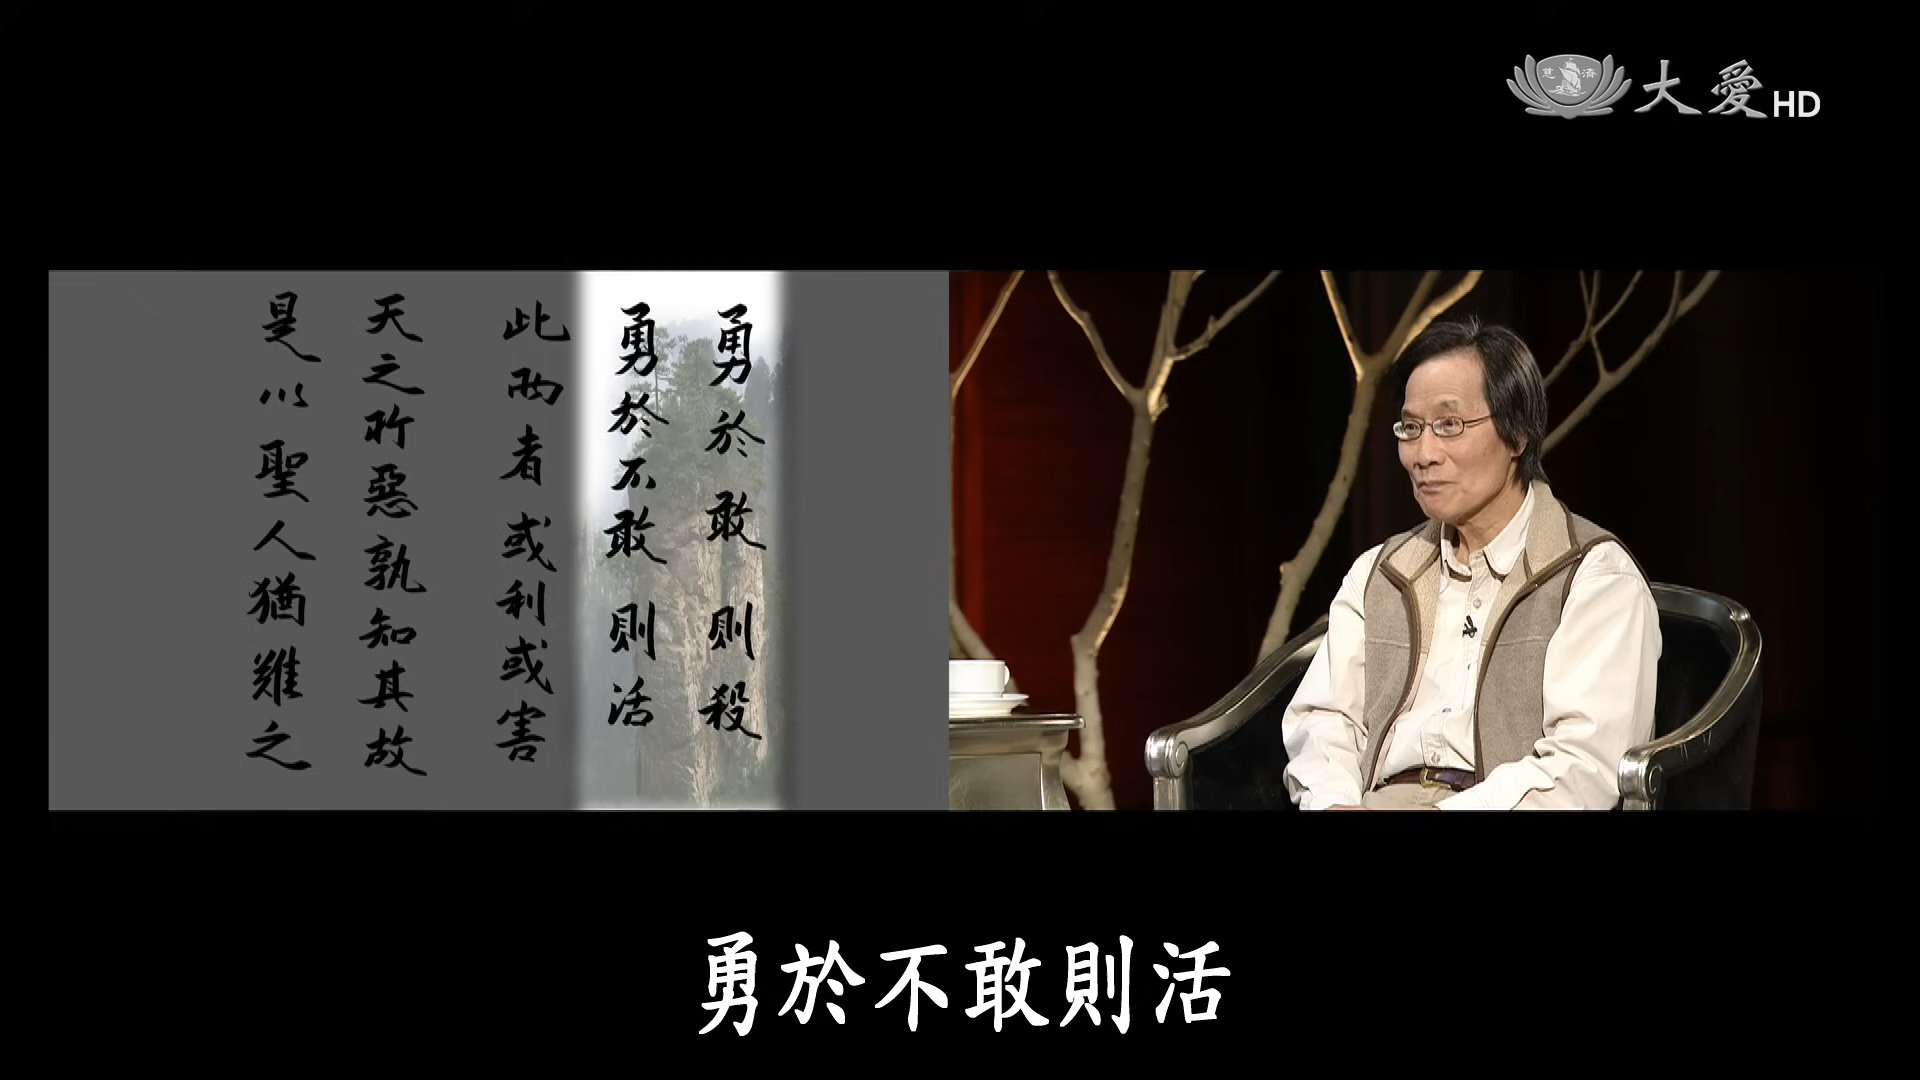 慈濟
大愛HD
勇於敢則殺
勇於不敢則活
此兩者或利或害
天之所惡孰知其故
是以聖人猶難之
勇於不敢則活